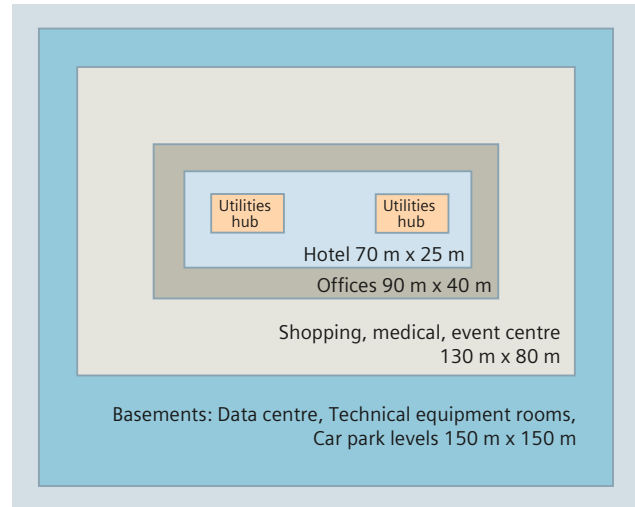 Utilities
hub
Utilities
hub
Hotel 70 m x 25 m
Offices 90 m x 40 m
Shopping, medical, event centre
130 m x 80 m
Basements: Data centre, Technical equipment rooms,
Car park levels 150 m x 150 m